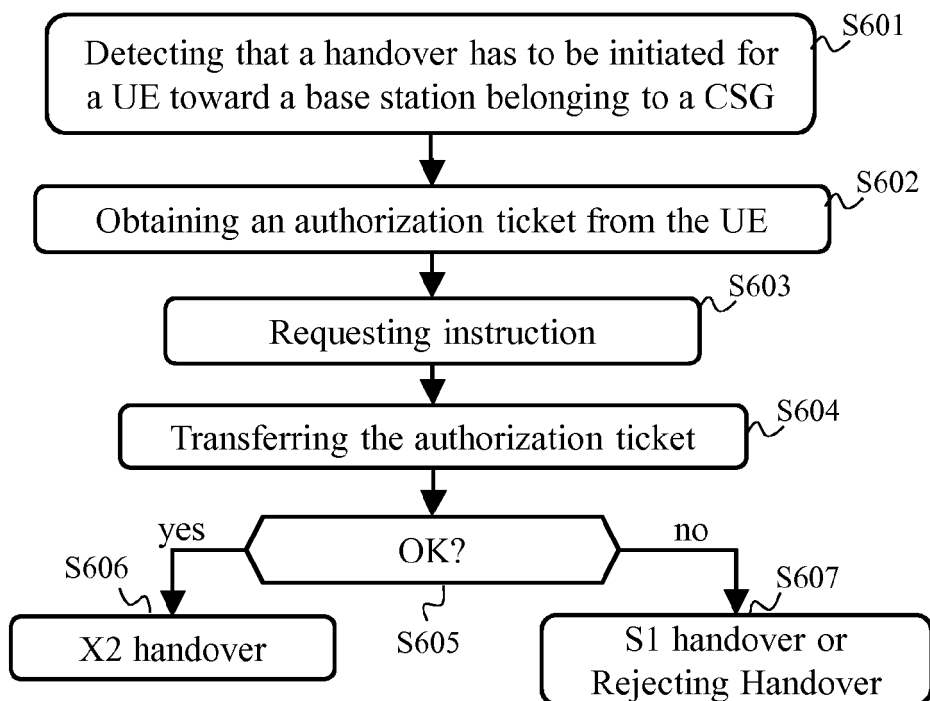 S601
Detecting that a handover has to be initiated for
a UE toward a base station belonging to a CSG
S602
Obtaining an authorization ticket from the UE
S603
Requesting instruction
S604
Transferring the authorization ticket
yes
OK?
no
S606
S605
S607
X2 handover
S1 handover or
Rejecting Handover